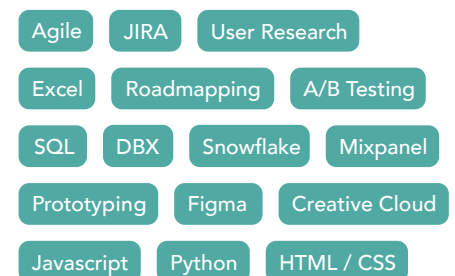 Agile JIRA User Research
Excel Roadmapping A/B Testing
SQL DBX Snowflake Mixpanel
Prototyping Figma Creative Cloud
Javascript Python HTML / CSS